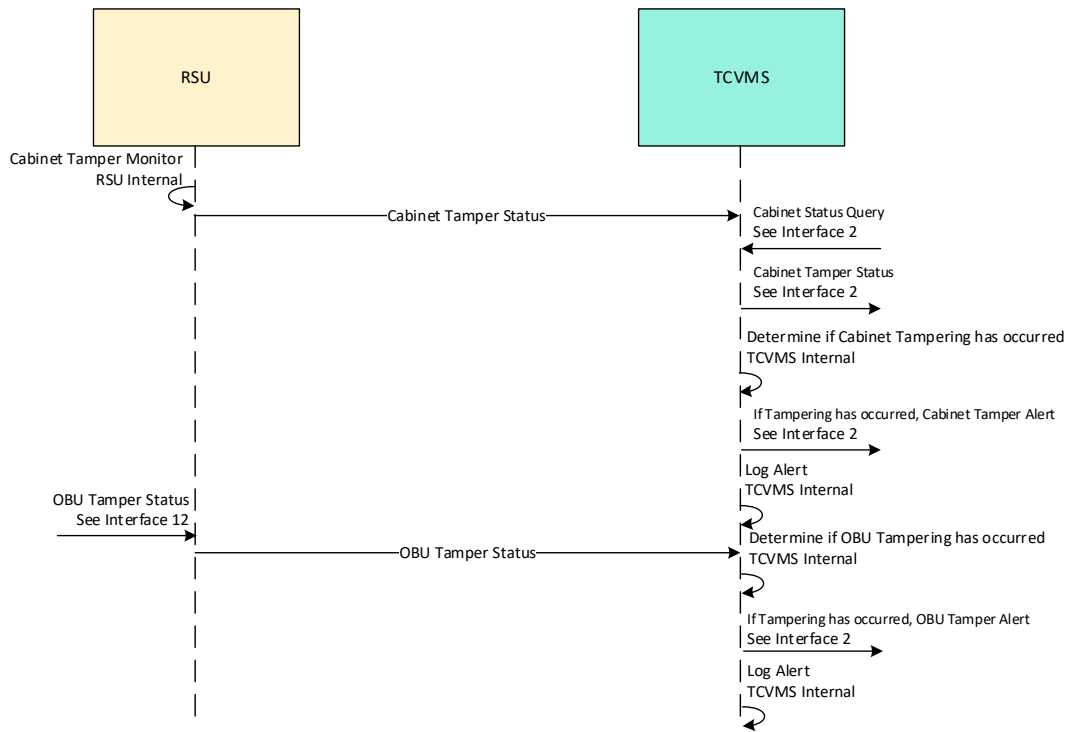 RSU
TCVMS
Cabinet Tamper Monitor
RSU Internal
Cabinet Tamper Status
Cabinet Status Query
See Interface 2
Cabinet Tamper Status
See Interface 2
Determine if Cabinet Tampering has occurred
TCVMS Internal
If Tampering has occurred, Cabinet Tamper Alert
See Interface 2
Log Alert
TCVMS Internal
OBU Tamper Status
See Interface 12
OBU Tamper Status
Determine if OBU Tampering has occurred
TCVMS Internal
If Tampering has occurred, OBU Tamper Alert
See Interface 2
Log Alert
TCVMS Internal